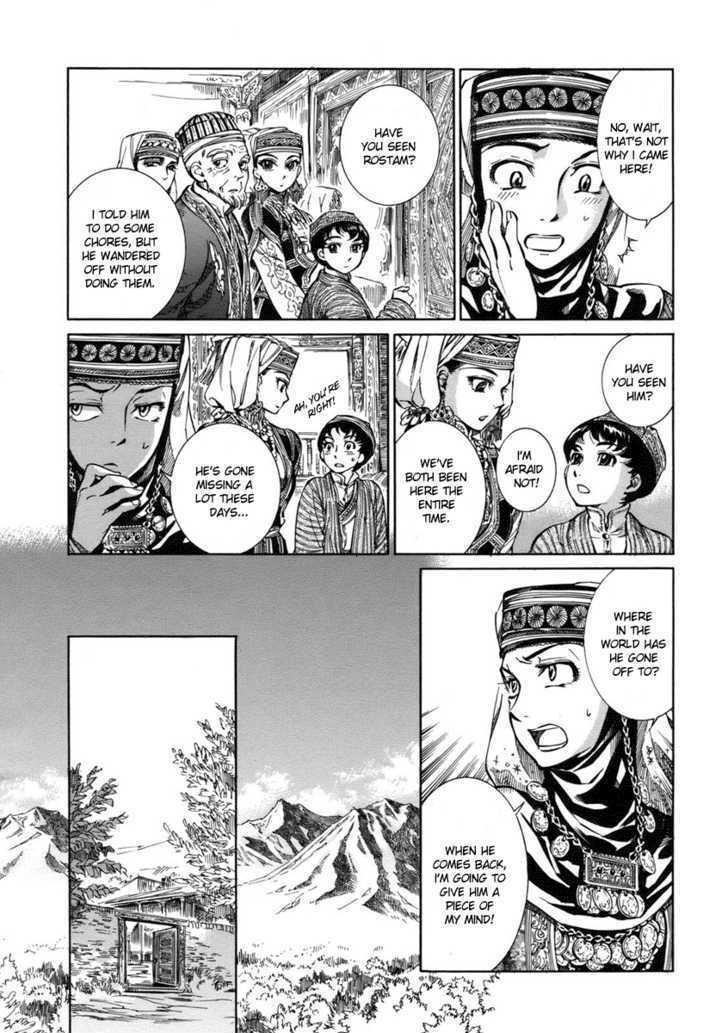 NO, WAIT,
THAT'S NOT
WHY I CAME
HERE!
HAVE
YOU SEEN
ROSTAM?
I TOLD HIM
TO DO SOME
CHORES, BUT
HE WANDERED
OFF WITHOUT
DOING THEM.
HAVE
YOU SEEN
HIM?
I'M
AFRAID
NOT!
WE'VE
BOTH BEEN
HERE THE
ENTIRE
TIME.
AH, YOU'RE
RIGHT!
HE'S GONE
MISSING
A LOT THESE
DAYS...
WHERE
IN THE
WORLD HAS
HE GONE
OFF TO?
WHEN HE
COMES BACK,
I'M GOING TO
GIVE HIM A
PIECE OF
MY MIND!